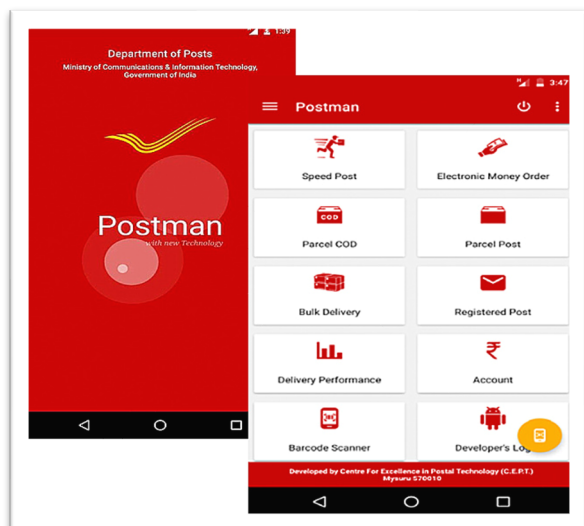 1:39
Department of Posts
Ministry of Communications & Information Technology,
Government of India
Postman
with new Technology
3:47
Postman
Speed Post
Electronic Money Order
COD
Parcel COD
Parcel Post
Bulk Delivery
Registered Post
Delivery Performance
₹
Account
Barcode Scanner
Developer's Log
Developed by Centre For Excellence in Postal Technology (C.E.P.T.)
Mysuru 570010